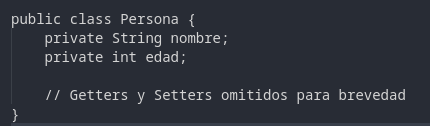 public class Persona {
    private String nombre;
    private int edad;

    // Getters y Setters omitidos para brevedad
}